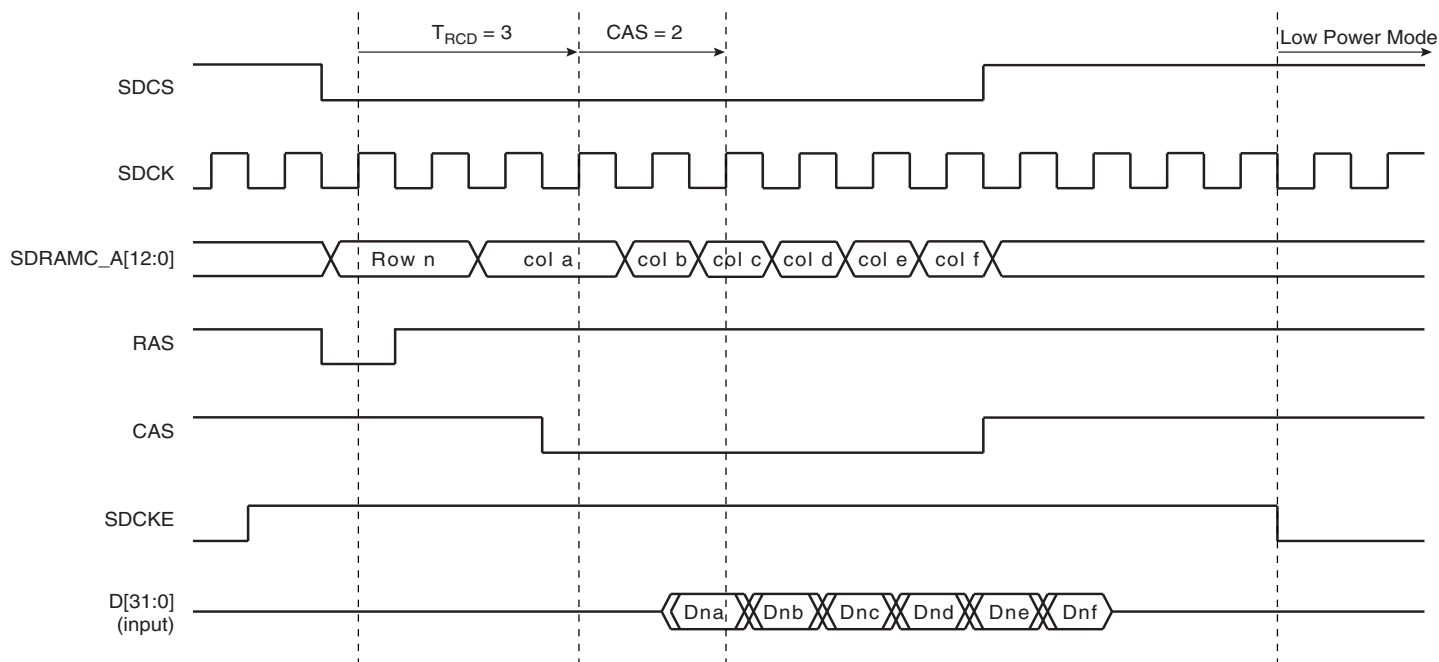 T_RCD = 3
CAS = 2
Low Power Mode
SDCS
SDCK
SDRAMC_A[12:0]
Row n
col a
col b
col c
col d
col e
col f
RAS
CAS
SDCKE
D[31:0]
(input)
Dna
Dnb
Dnc
Dnd
Dne
Dnf